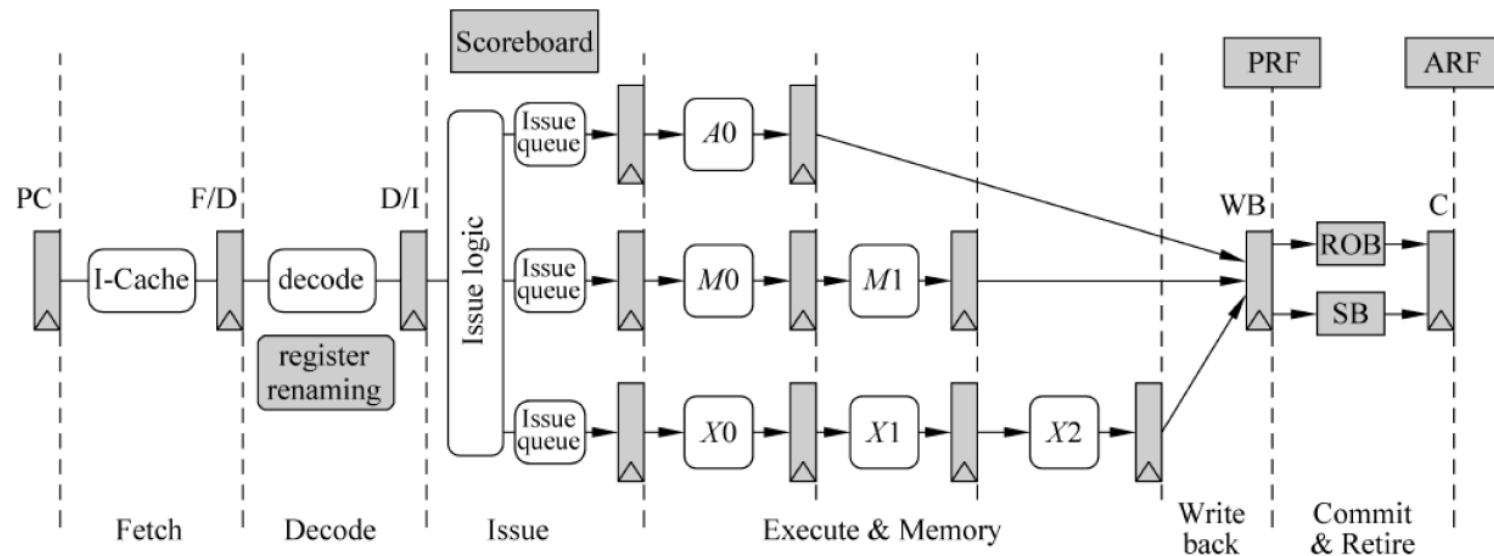 Scoreboard
PRF
ARF
Issue
queue
A0
PC
F/D
D/I
WB
C
I-Cache
decode
Issue logic
Issue
queue
M0
M1
ROB
SB
register
renaming
Issue
queue
X0
X1
X2
Fetch
Decode
Issue
Execute & Memory
Write
back
Commit
& Retire